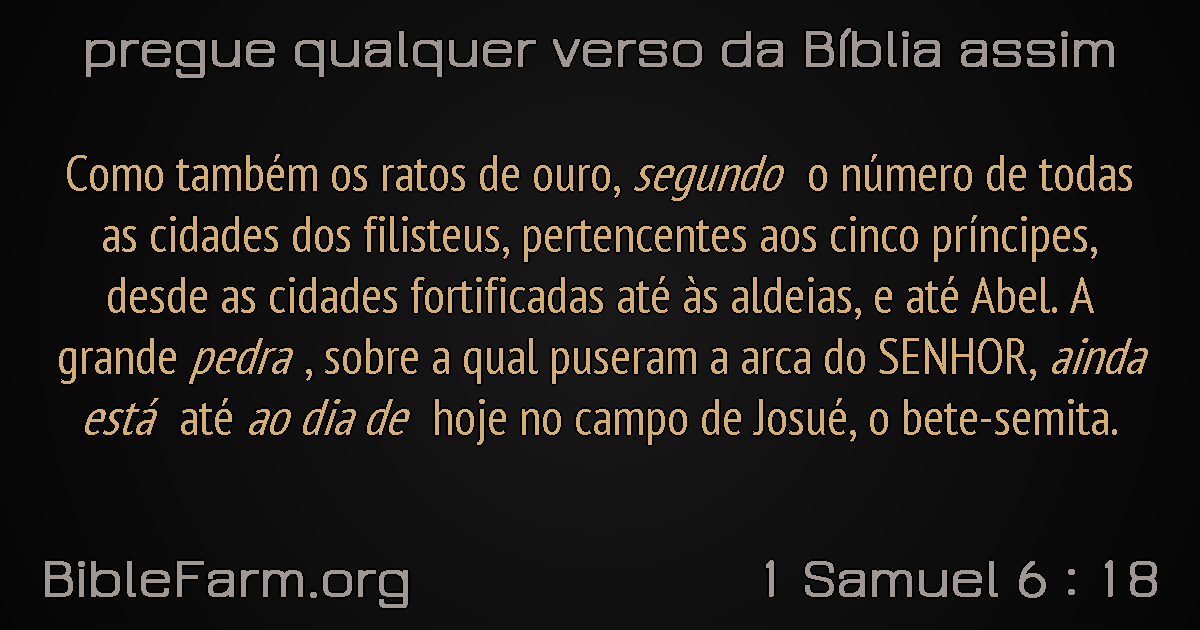 pregue qualquer verso da Bíblia assim
Como também os ratos de ouro, segundo o número de todas
as cidades dos filisteus, pertencentes aos cinco príncipes,
desde as cidades fortificadas até às aldeias, e até Abel. A
grande pedra , sobre a qual puseram a arca do SENHOR, ainda
está até ao dia de hoje no campo de Josué, o bete-semita.
BibleFarm.org
1 Samuel 6 : 18